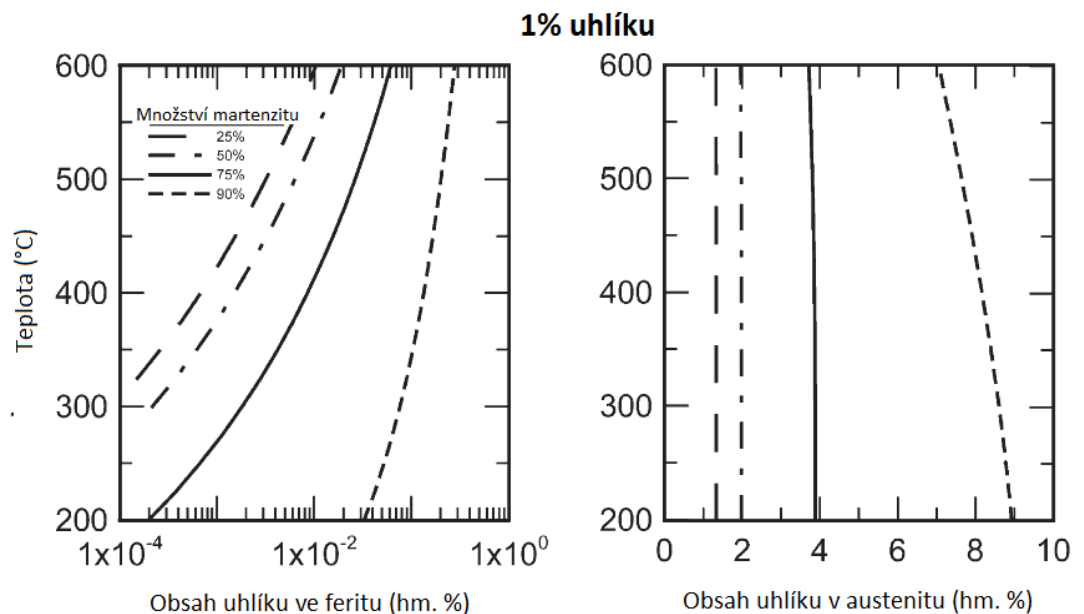 1% uhlíku
600
500
400
300
200
Teplota (°C)
Množství martenzitu
25%
50%
75%
90%
1x10⁻⁴
1x10⁻²
1x10⁰
Obsah uhlíku ve feritu (hm. %)
600
500
400
300
200
0
2
4
6
8
10
Obsah uhlíku v austenitu (hm. %)